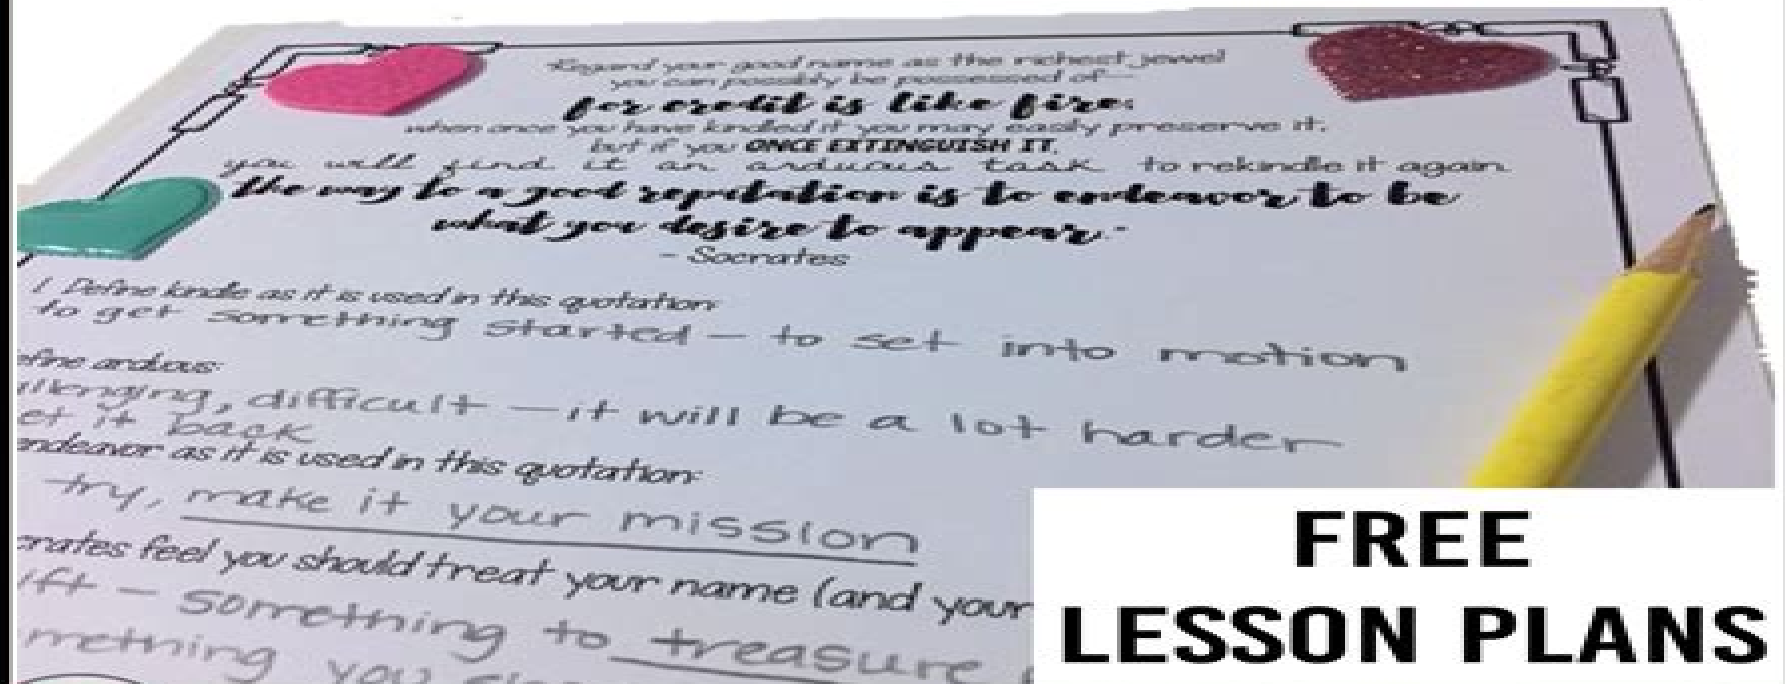 "Regard your good name as the richest jewel
you can possibly be possessed of—
for credit is like fire;
when once you have kindled it you may easily preserve it,
but if you ONCE EXTINGUISH IT,
you will find it an arduous task to rekindle it again.
the way to a good reputation is to endeavor to be
what you desire to appear."
- Socrates
1. Define kindle as it is used in this quotation:
to get something started - to set into motion
efine arduous:
allenging, difficult - it will be a lot harder
et it back
endeavor as it is used in this quotation:
try, make it your mission
crates feel you should treat your name (and your
ift - something to treasure
mething you
FREE
LESSON PLANS